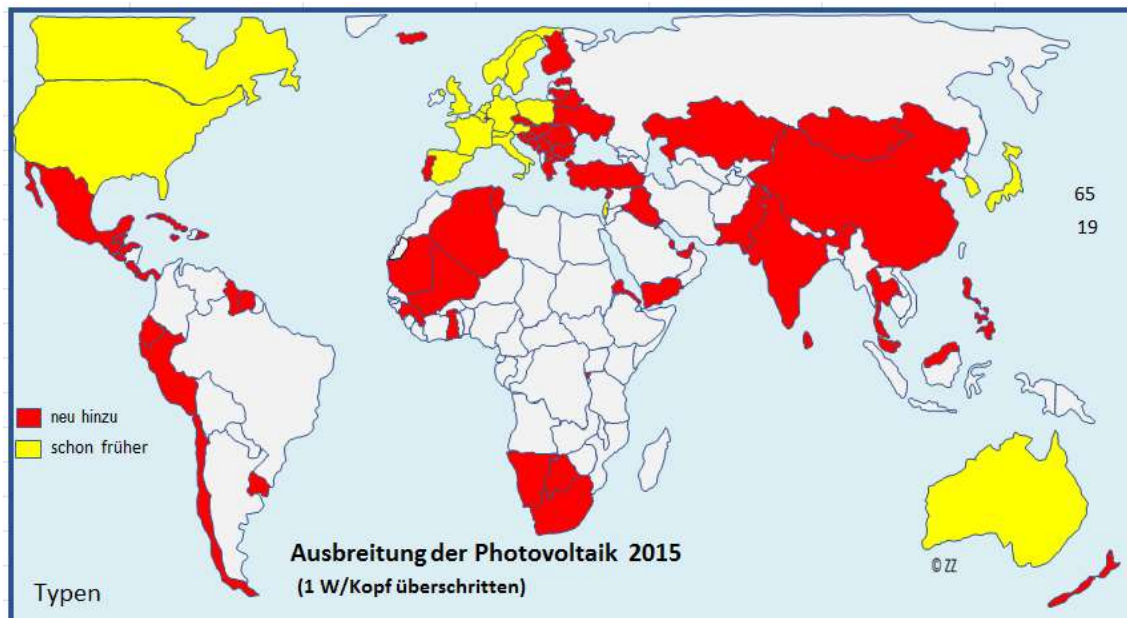 65
19
neu hinzu
schon früher
Ausbreitung der Photovoltaik 2015
(1 W/Kopf überschritten)
© ZZ
Typen